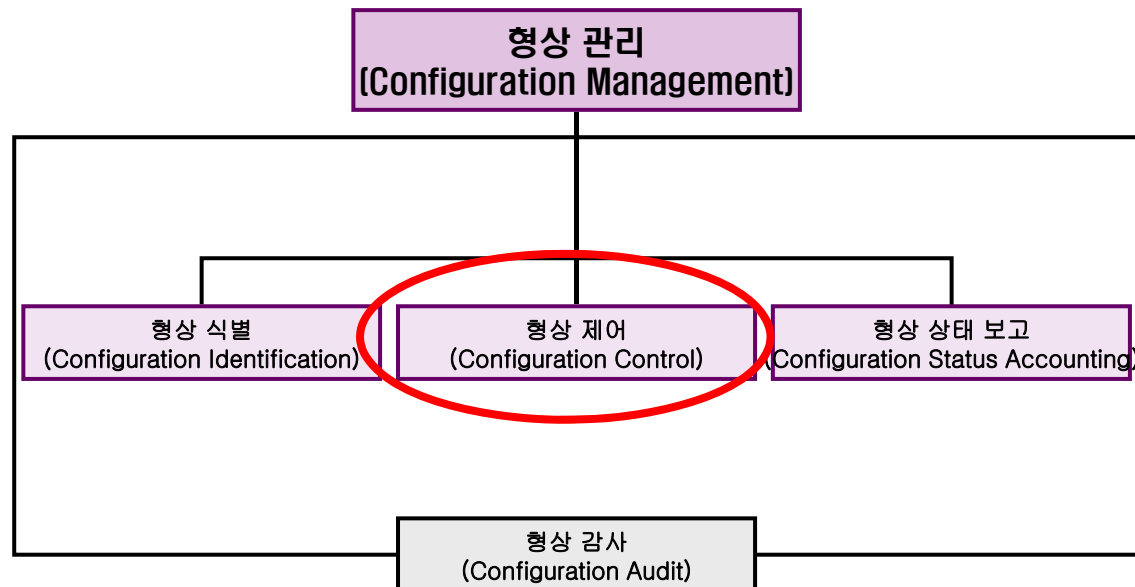 형상 관리
(Configuration Management)
형상 식별
(Configuration Identification)
형상 제어
(Configuration Control)
형상 상태 보고
(Configuration Status Accounting)
형상 감사
(Configuration Audit)